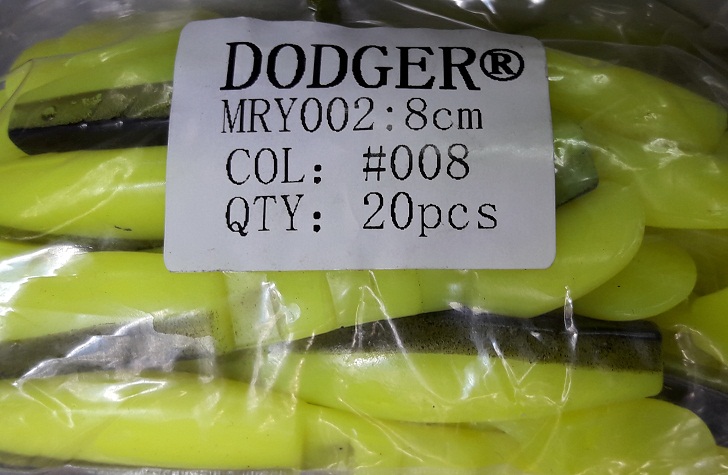 DODGER®
MRY002:8cm
COL: #008
QTY: 20pcs